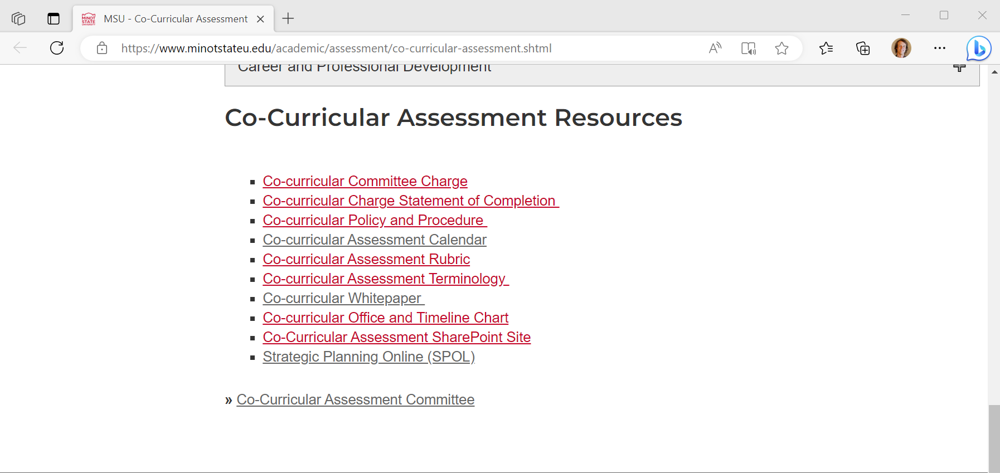 MINOT STATE UNIVERSITY MSU - Co-Curricular Assessment
https://www.minotstateu.edu/academic/assessment/co-curricular-assessment.shtml
Career and Professional Development
Co-Curricular Assessment Resources
Co-curricular Committee Charge
Co-curricular Charge Statement of Completion
Co-curricular Policy and Procedure
Co-curricular Assessment Calendar
Co-curricular Assessment Rubric
Co-curricular Assessment Terminology
Co-curricular Whitepaper
Co-curricular Office and Timeline Chart
Co-Curricular Assessment SharePoint Site
Strategic Planning Online (SPOL)
» Co-Curricular Assessment Committee